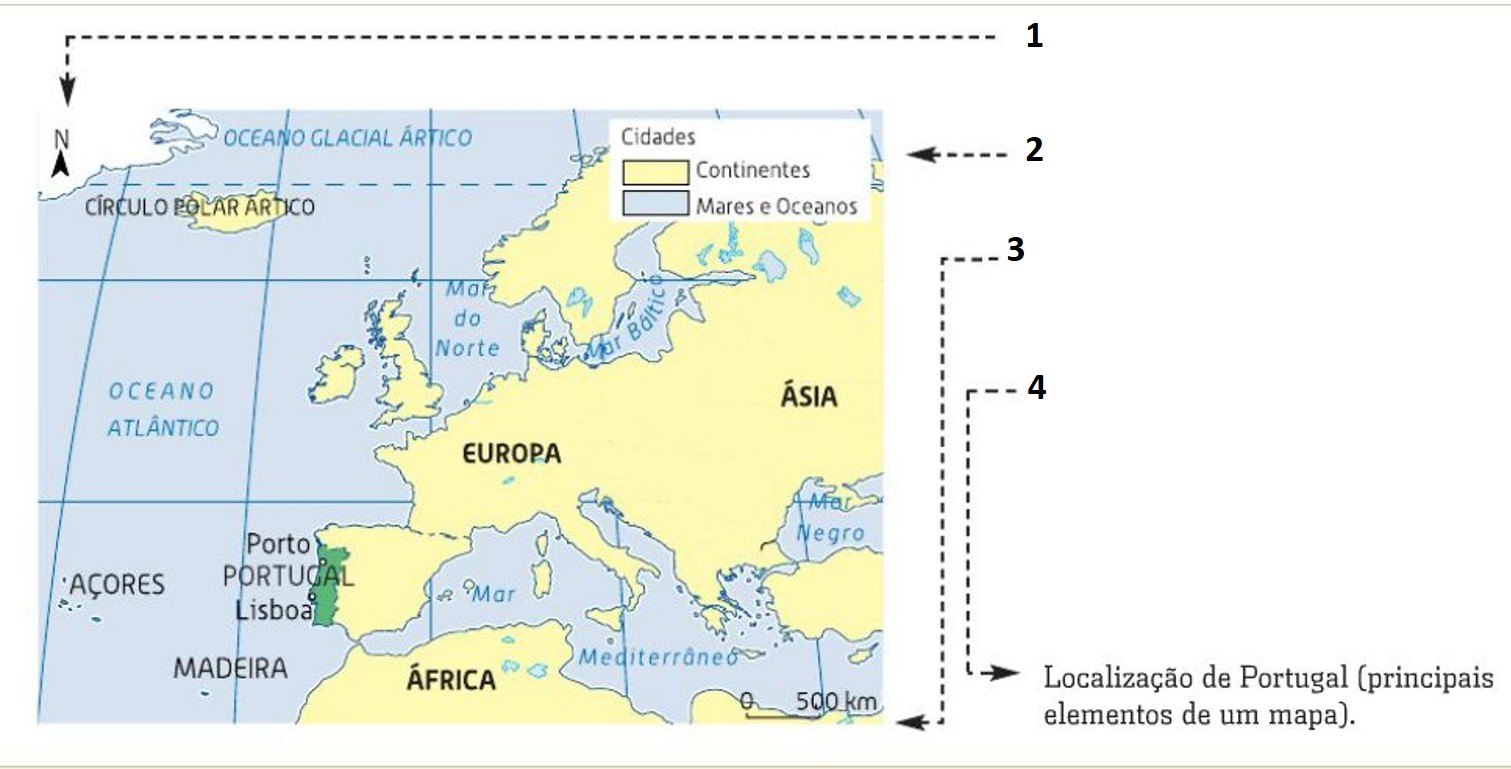 1
N
OCEANO GLACIAL ÁRTICO
Cidades
Continentes
Mares e Oceanos
2
CÍRCULO POLAR ÁRTICO
3
Mar
do
Norte
Mar Báltico
4
OCEANO
ATLÂNTICO
ÁSIA
EUROPA
Mar
Negro
Porto
PORTUGAL
Lisboa
AÇORES
Mar
Mediterrâneo
MADEIRA
ÁFRICA
0 500 km
Localização de Portugal (principais
elementos de um mapa).